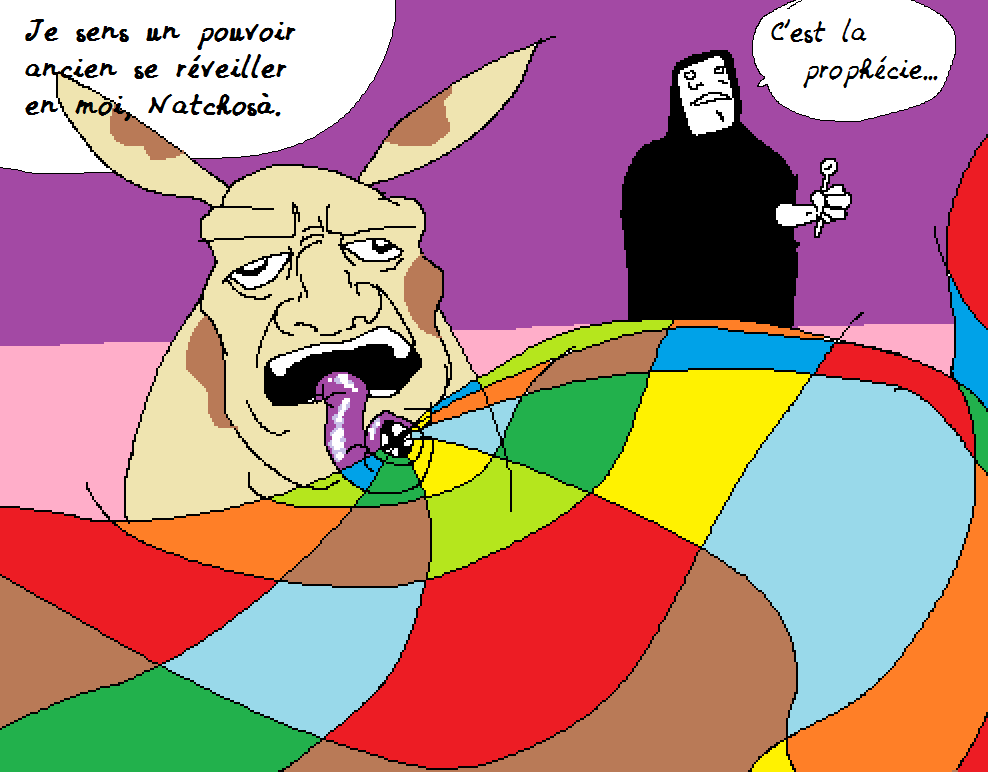 Je sens un pouvoir
ancien se réveiller
en moi, Natchosà.
C'est la
prophécie...